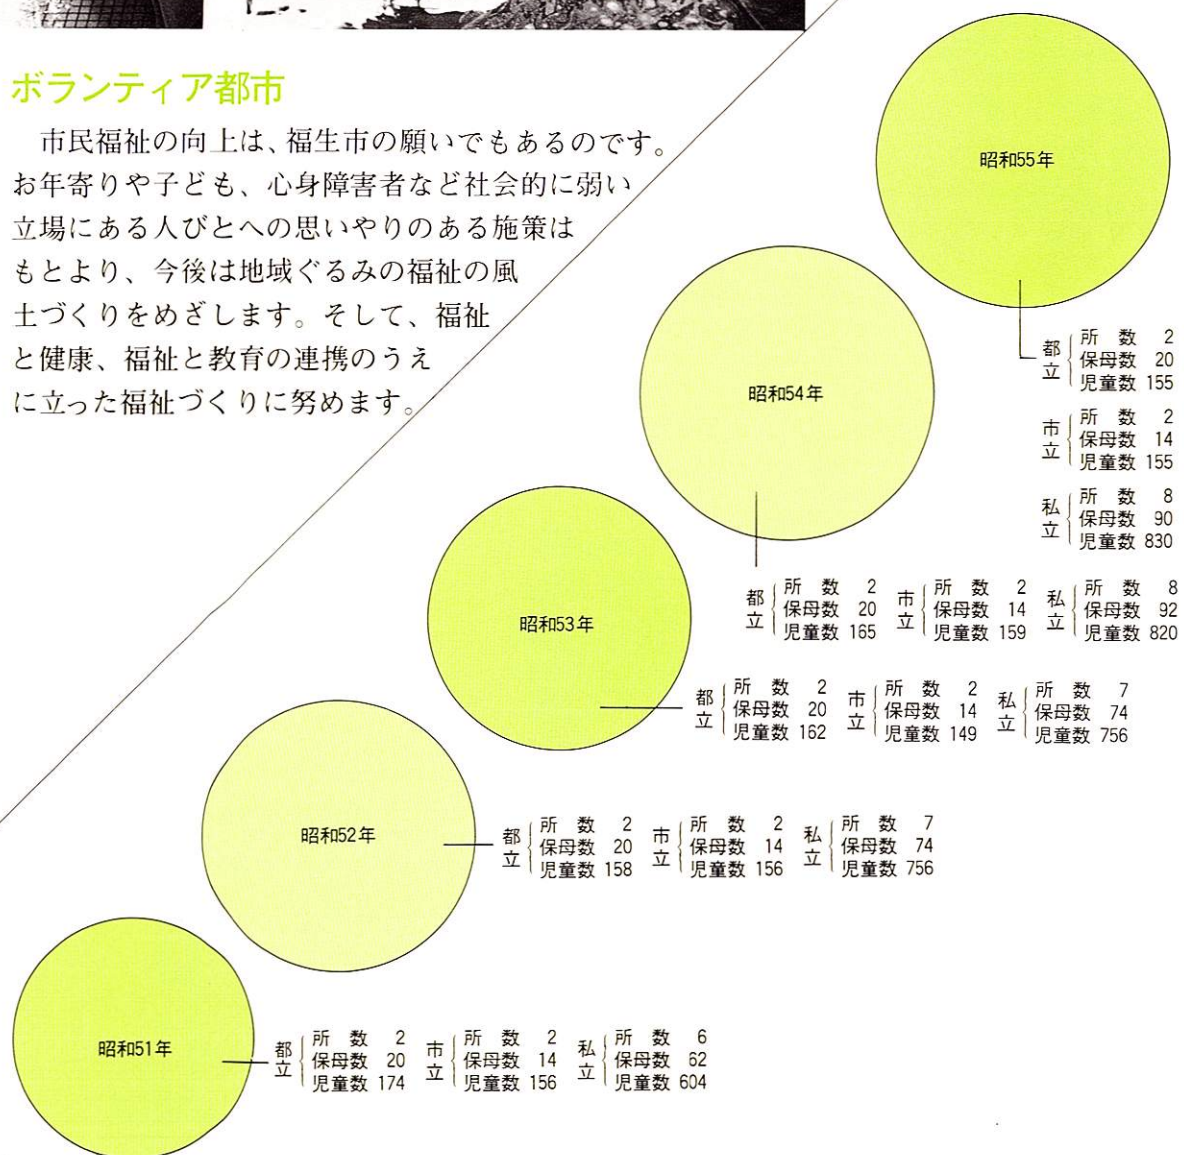 ボランティア都市
　市民福祉の向上は、福生市の願いでもあるのです。
お年寄りや子ども、心身障害者など社会的に弱い
立場にある人びとへの思いやりのある施策は
もとより、今後は地域ぐるみの福祉の風
土づくりをめざします。そして、福祉
と健康、福祉と教育の連携のうえ
に立った福祉づくりに努めます。
昭和55年
都立
所　数 2
保母数 20
児童数 155
市立
所　数 2
保母数 14
児童数 155
私立
所　数 8
保母数 90
児童数 830
昭和54年
都立
所　数 2
保母数 20
児童数 165
市立
所　数 2
保母数 14
児童数 159
私立
所　数 8
保母数 92
児童数 820
昭和53年
都立
所　数 2
保母数 20
児童数 162
市立
所　数 2
保母数 14
児童数 149
私立
所　数 7
保母数 74
児童数 756
昭和52年
都立
所　数 2
保母数 20
児童数 158
市立
所　数 2
保母数 14
児童数 156
私立
所　数 7
保母数 74
児童数 756
昭和51年
都立
所　数 2
保母数 20
児童数 174
市立
所　数 2
保母数 14
児童数 156
私立
所　数 6
保母数 62
児童数 604